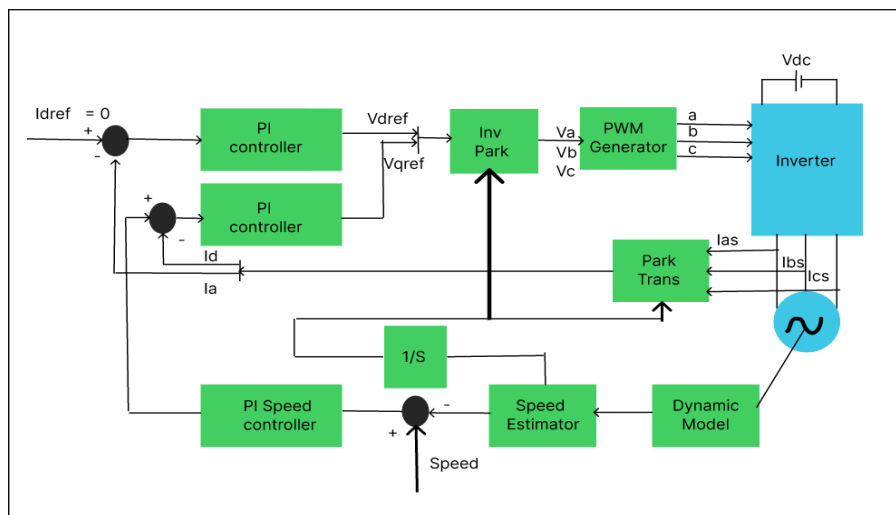 Vdc
Idref = 0
+
-
PI
controller
Vdref
Vqref
Inv
Park
Va
Vb
Vc
PWM
Generator
a
b
c
Inverter
+
-
PI
controller
Id
Ia
Park
Trans
Ias
Ibs
Ics
1/S
PI Speed
controller
+
-
Speed
Speed
Estimator
Dynamic
Model